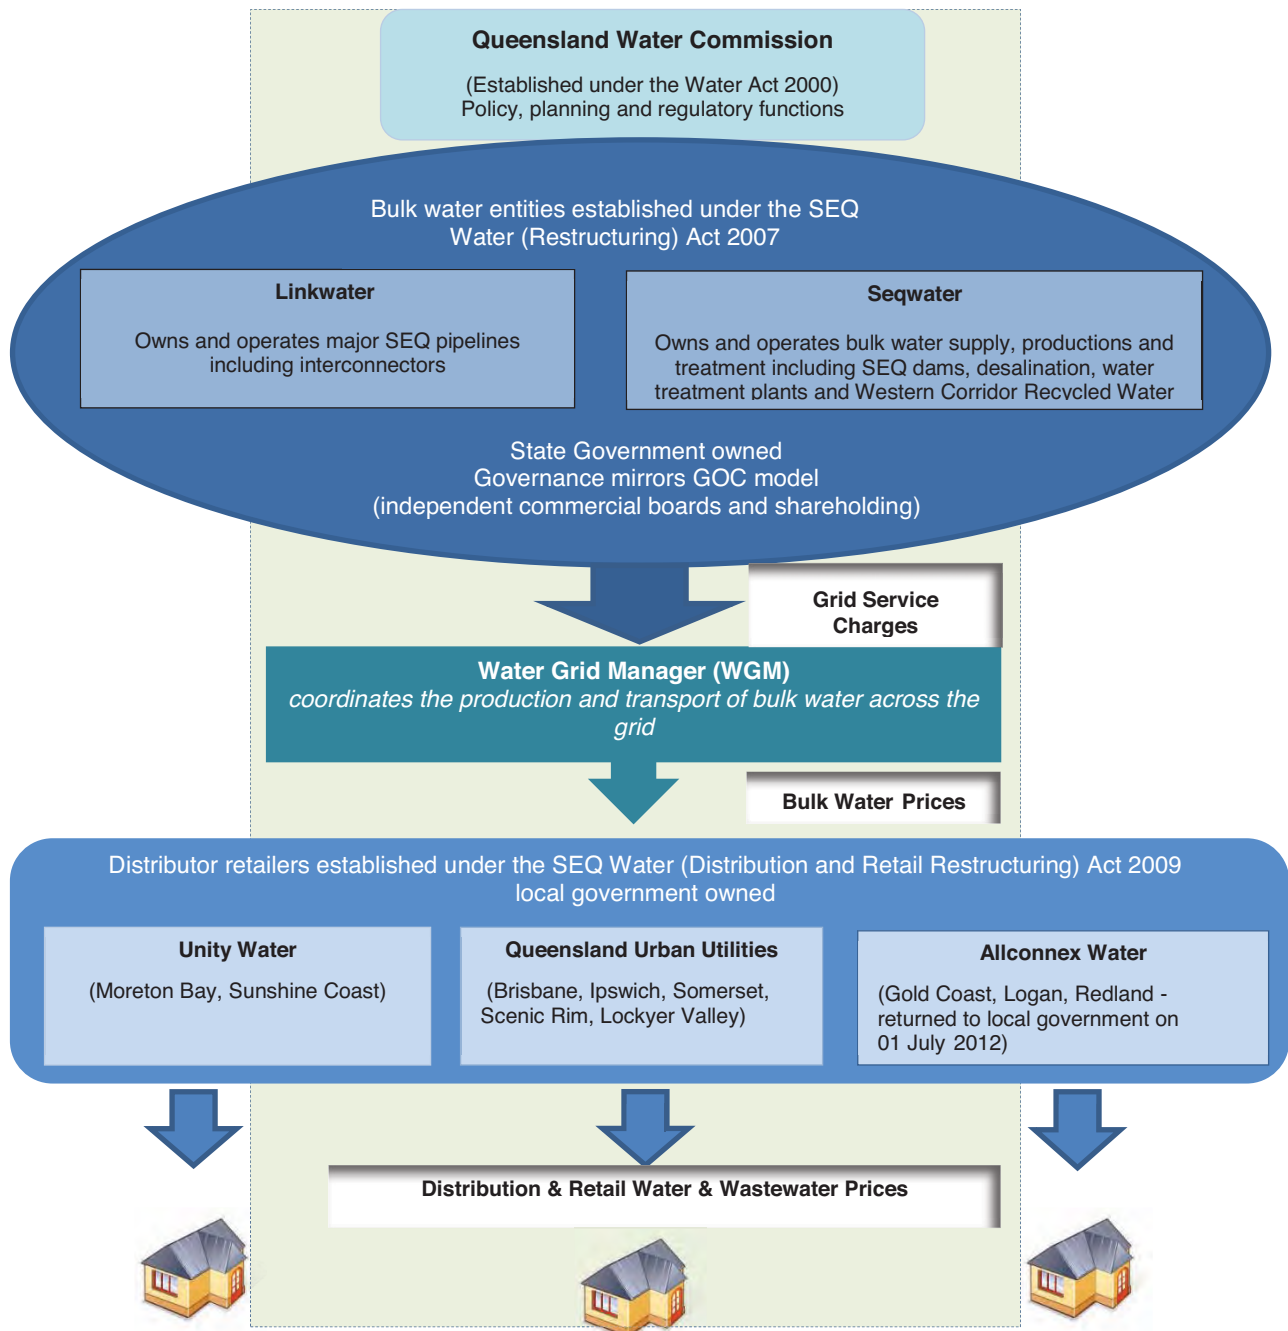 Queensland Water Commission
(Established under the Water Act 2000)
Policy, planning and regulatory functions
Bulk water entities established under the SEQ
Water (Restructuring) Act 2007
Linkwater
Owns and operates major SEQ pipelines
including interconnectors
Seqwater
Owns and operates bulk water supply, productions and
treatment including SEQ dams, desalination, water
treatment plants and Western Corridor Recycled Water
State Government owned
Governance mirrors GOC model
(independent commercial boards and shareholding)
Grid Service
Charges
Water Grid Manager (WGM)
coordinates the production and transport of bulk water across the
grid
Bulk Water Prices
Distributor retailers established under the SEQ Water (Distribution and Retail Restructuring) Act 2009
local government owned
Unity Water
(Moreton Bay, Sunshine Coast)
Queensland Urban Utilities
(Brisbane, Ipswich, Somerset,
Scenic Rim, Lockyer Valley)
Allconnex Water
(Gold Coast, Logan, Redland -
returned to local government on
01 July 2012)
Distribution & Retail Water & Wastewater Prices